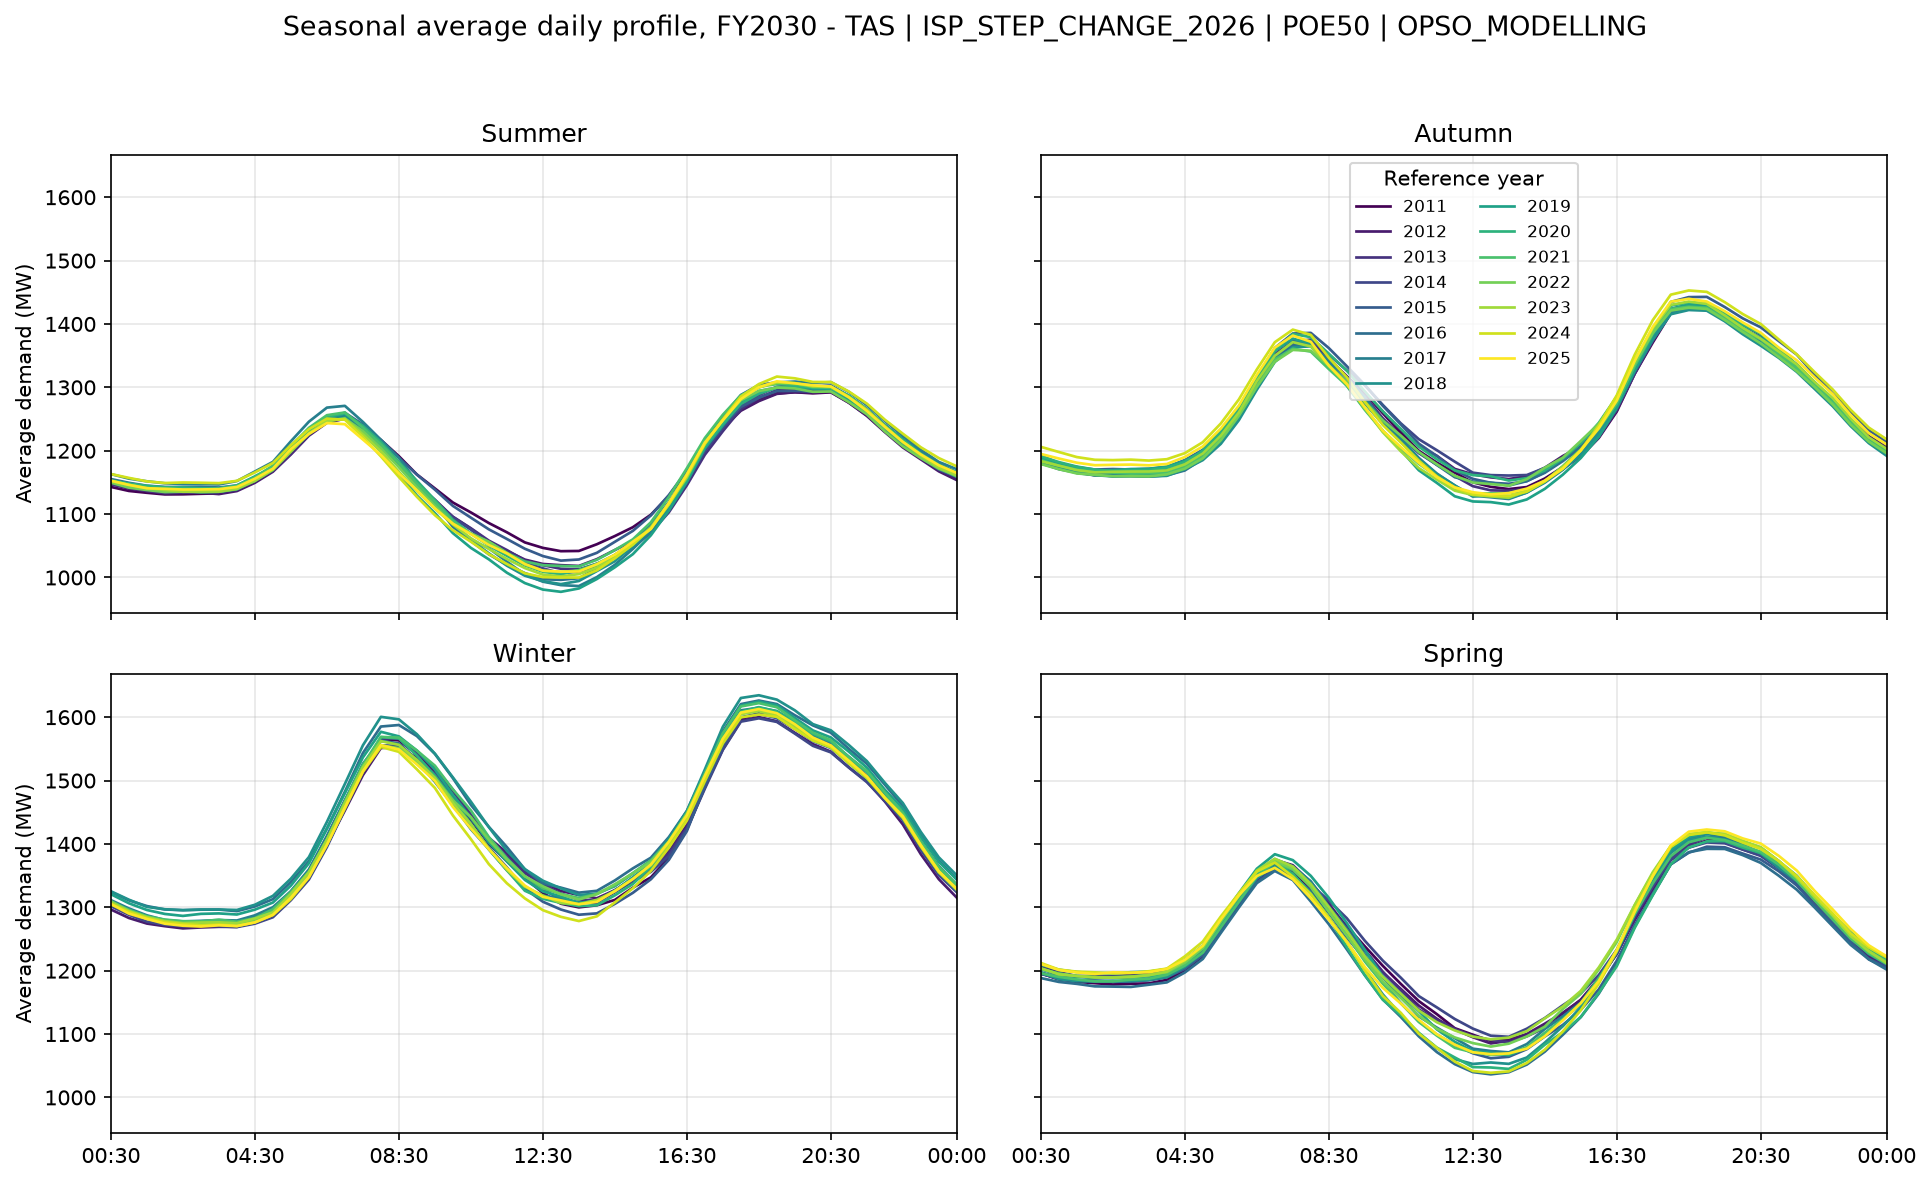 Seasonal average daily profile, FY2030 - TAS | ISP_STEP_CHANGE_2026 | POE50 | OPSO_MODELLING
Summer
Average demand (MW)
1600
1500
1400
1300
1200
1100
1000
Autumn
Reference year
2011
2012
2013
2014
2015
2016
2017
2018
2019
2020
2021
2022
2023
2024
2025
Winter
Average demand (MW)
1600
1500
1400
1300
1200
1100
1000
00:30 04:30 08:30 12:30 16:30 20:30 00:00
Spring
00:30 04:30 08:30 12:30 16:30 20:30 00:00